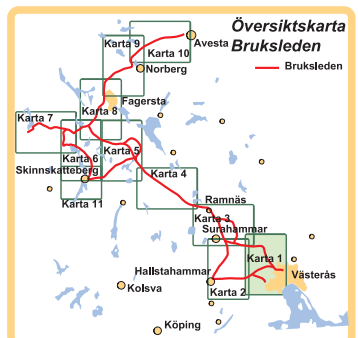 Översiktskarta
Bruksleden
Bruksleden
Karta 9
Karta 10
Avesta
Norberg
Fagersta
Karta 8
Karta 7
Karta 6
Karta 5
Skinnskatteberg
Karta 4
Karta 11
Ramnäs
Karta 3
Surahammar
Karta 1
Hallstahammar
Västerås
Kolsva
Karta 2
Köping